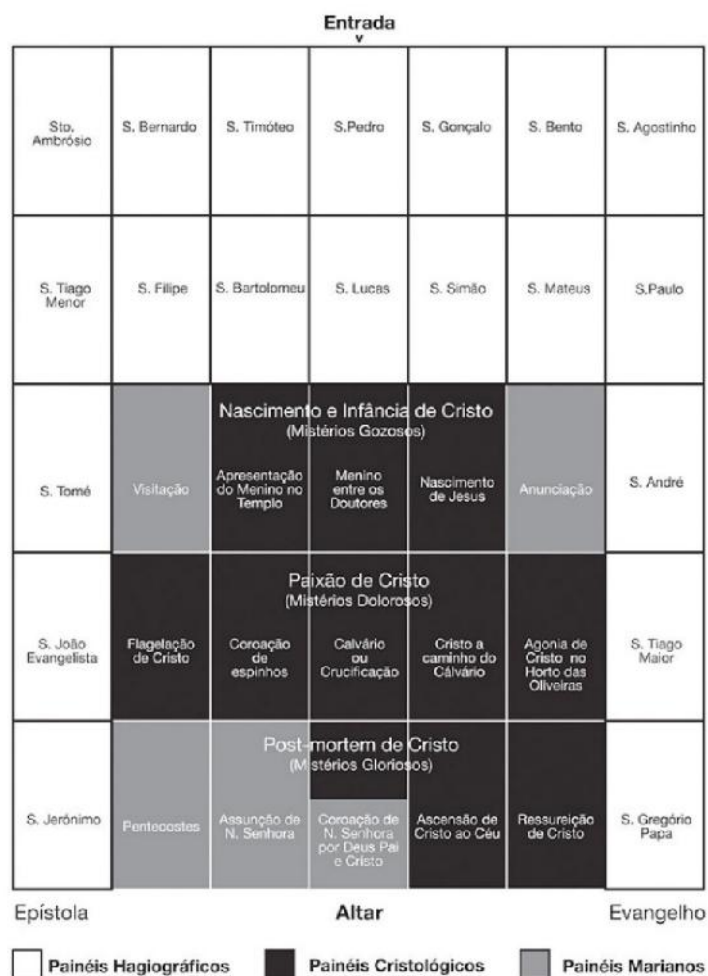 Entrada
v
Sto.
Ambrósio
S. Bernardo
S. Timóteo
S.Pedro
S. Gonçalo
S. Bento
S. Agostinho
S. Tiago
Menor
S. Filipe
S. Bartolomeu
S. Lucas
S. Simão
S. Mateus
S.Paulo
Nascimento e Infância de Cristo
(Mistérios Gozosos)
S. Tomé
Visitação
Apresentação
do Menino no
Templo
Menino
entre os
Doutores
Nascimento
de Jesus
Anunciação
S. André
Paixão de Cristo
(Mistérios Dolorosos)
S. João
Evangelista
Flagelação
de Cristo
Coroação
de
espinhos
Calvário
ou
Crucificação
Cristo a
caminho do
Cálvário
Agonia de
Cristo no
Horto das
Oliveiras
S. Tiago
Maior
Post-mortem de Cristo
(Mistérios Gloriosos)
S. Jerónimo
Pentecostes
Assunção de
N. Senhora
Coroação de
N. Senhora
por Deus Pai
e Cristo
Ascensão de
Cristo ao Céu
Ressureição
de Cristo
S. Gregório
Papa
Epístola
Altar
Evangelho
Painéis Hagiográficos
Painéis Cristológicos
Painéis Marianos